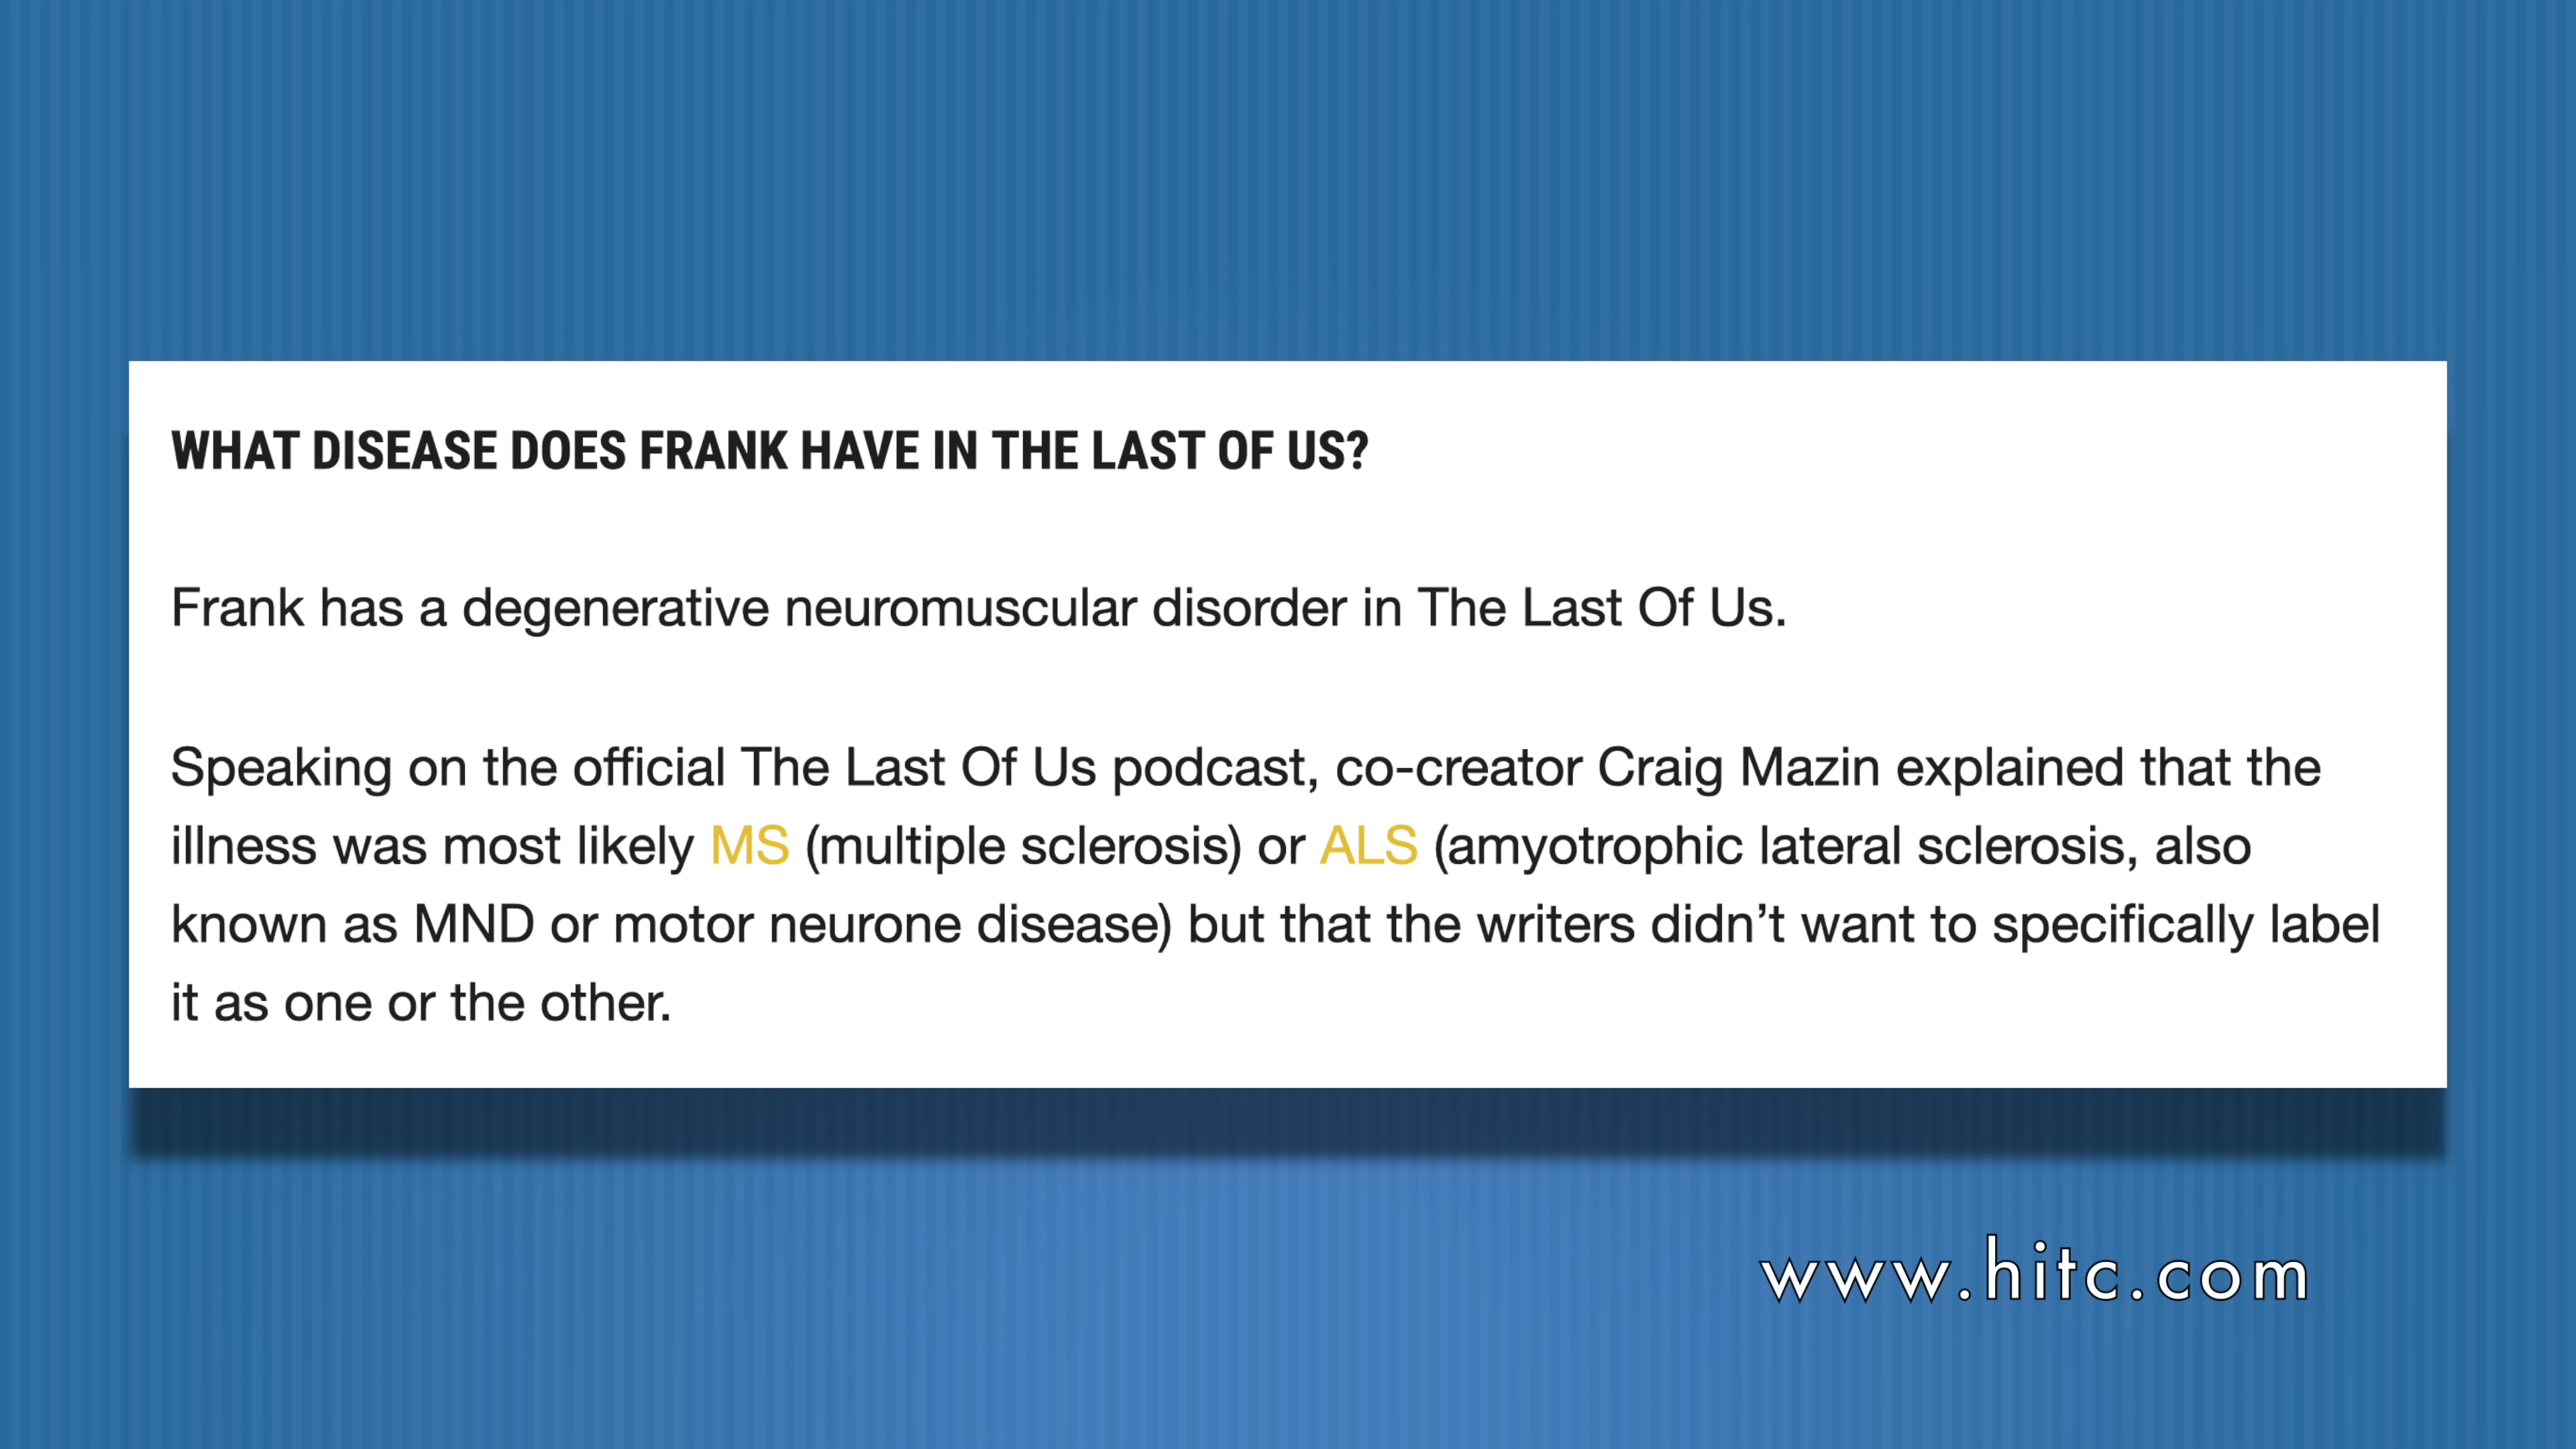 WHAT DISEASE DOES FRANK HAVE IN THE LAST OF US?
Frank has a degenerative neuromuscular disorder in The Last Of Us.
Speaking on the official The Last Of Us podcast, co-creator Craig Mazin explained that the
illness was most likely MS (multiple sclerosis) or ALS (amyotrophic lateral sclerosis, also
known as MND or motor neurone disease) but that the writers didn’t want to specifically label
it as one or the other.
www.hitc.com